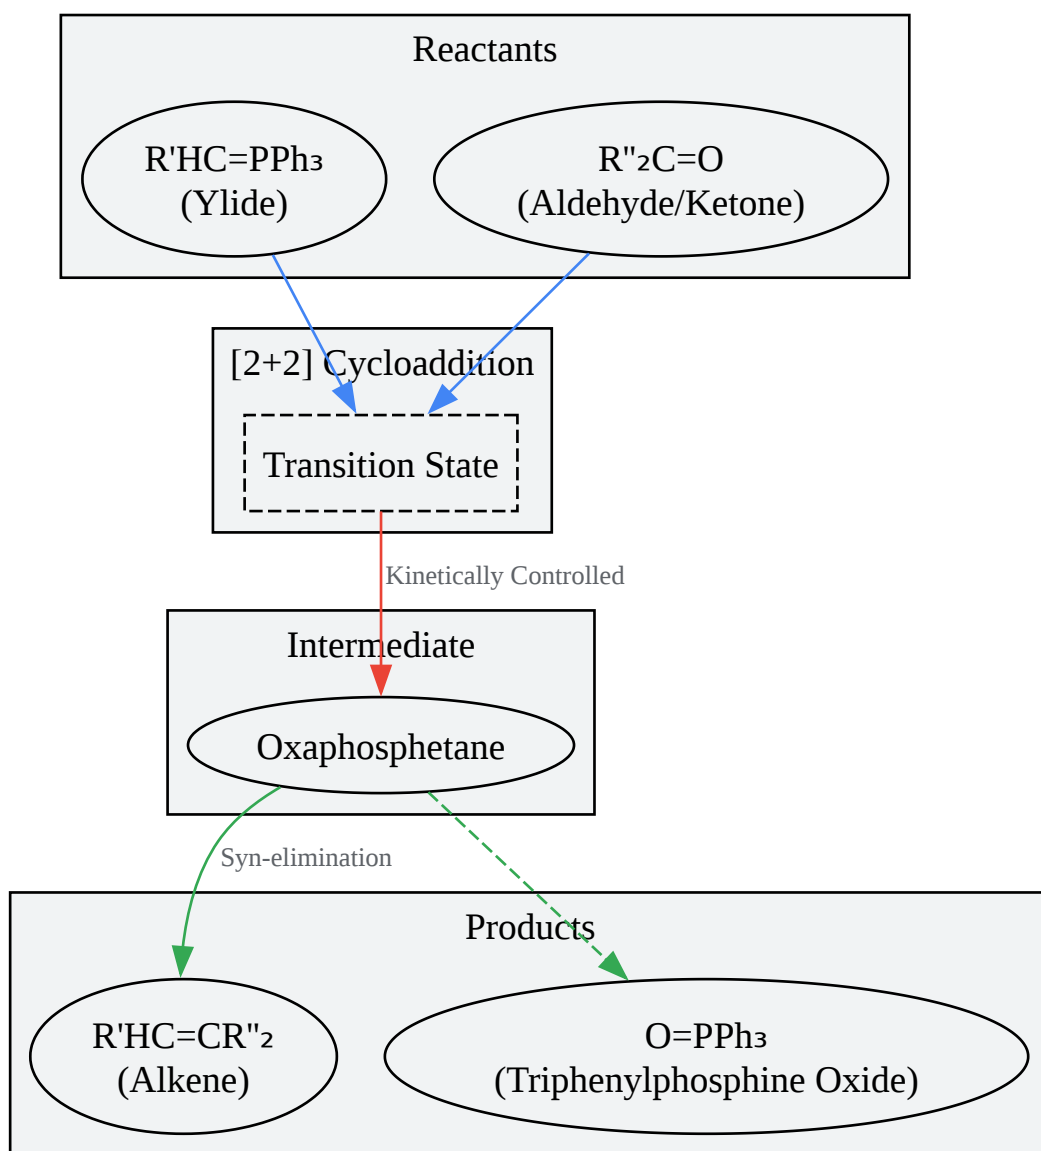 Reactants
R'HC=PPh₃
(Ylide)
R"₂C=O
(Aldehyde/Ketone)
[2+2] Cycloaddition
Transition State
Kinetically Controlled
Intermediate
Oxaphosphetane
Syn-elimination
Products
R'HC=CR"₂
(Alkene)
O=PPh₃
(Triphenylphosphine Oxide)